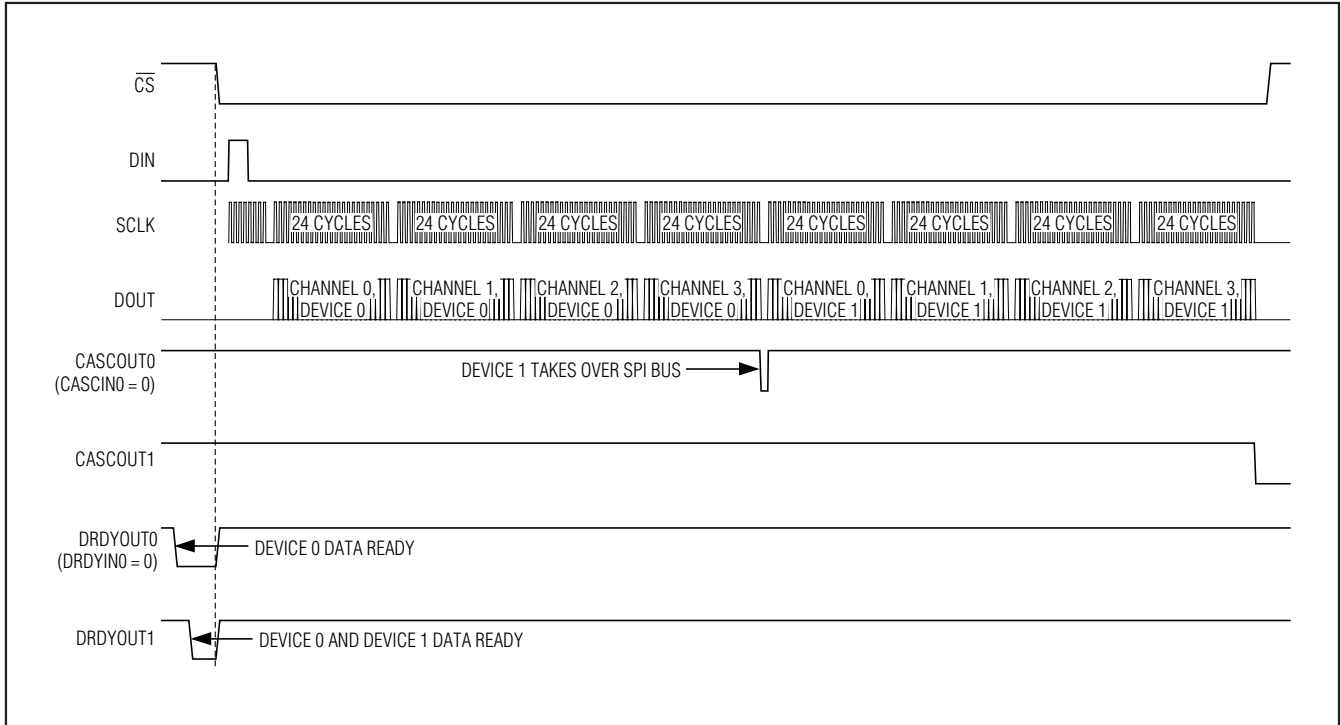 CS
DIN
SCLK
24 CYCLES 24 CYCLES 24 CYCLES 24 CYCLES 24 CYCLES 24 CYCLES 24 CYCLES 24 CYCLES
DOUT
CHANNEL 0, CHANNEL 1, CHANNEL 2, CHANNEL 3, CHANNEL 0, CHANNEL 1, CHANNEL 2, CHANNEL 3,
DEVICE 0 DEVICE 0 DEVICE 0 DEVICE 0 DEVICE 1 DEVICE 1 DEVICE 1 DEVICE 1
CASCOUT0
(CASCIN0 = 0)
DEVICE 1 TAKES OVER SPI BUS
CASCOUT1
DRDYOUT0
(DRDYIN0 = 0)
DEVICE 0 DATA READY
DRDYOUT1
DEVICE 0 AND DEVICE 1 DATA READY